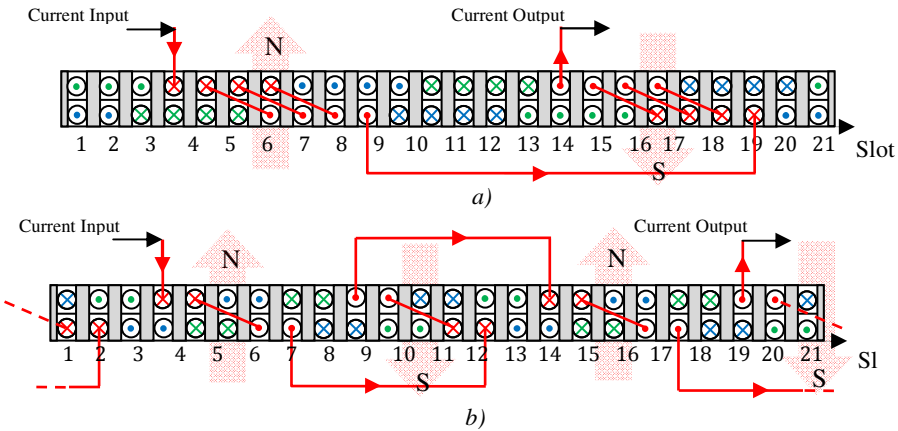 Current Input
Current Output
N
1 2 3 4 5 6 7 8 9 10 11 12 13 14 15 16 17 18 19 20 21
Slot
S
a)
Current Input
Current Output
N
N
1 2 3 4 5 6 7 8 9 10 11 12 13 14 15 16 17 18 19 20 21
Sl
S
S
b)